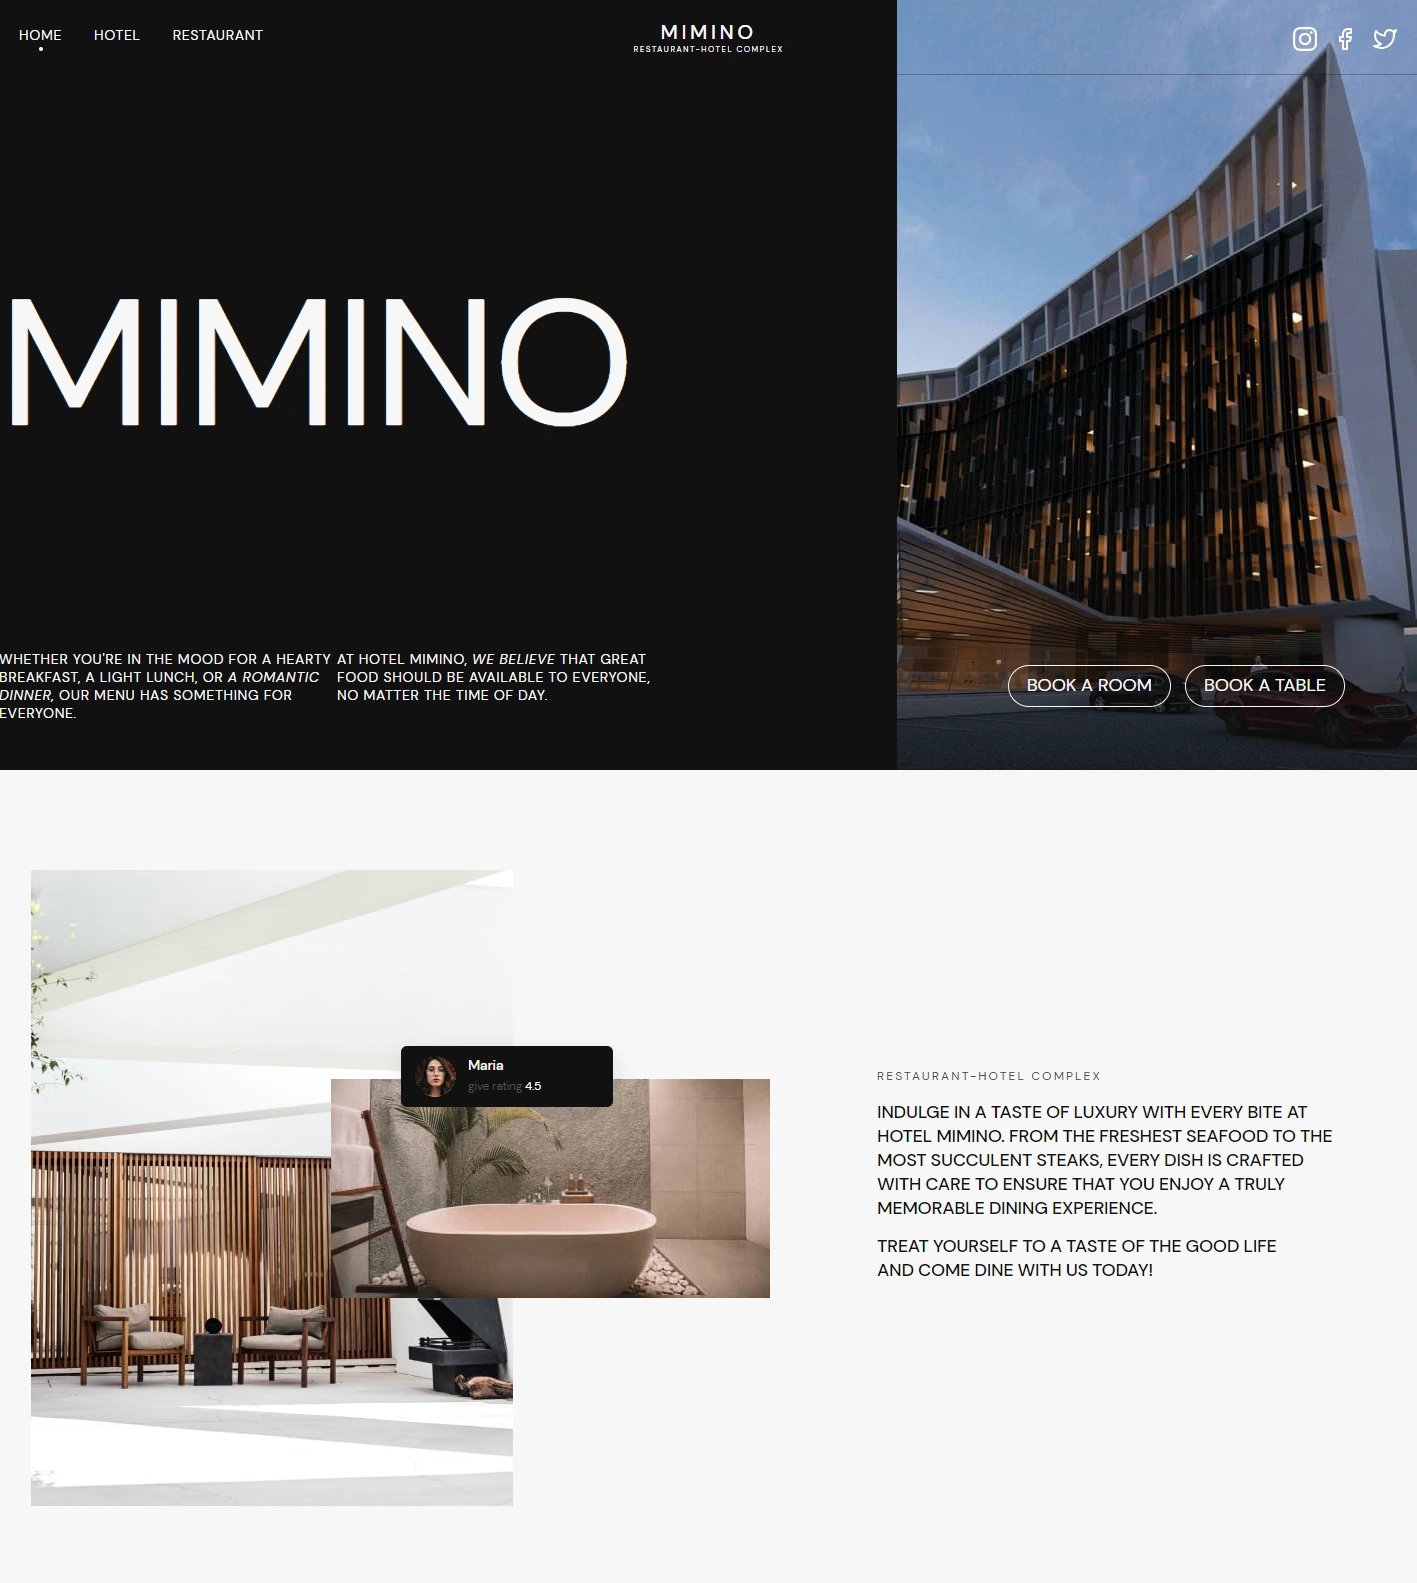 HOME HOTEL RESTAURANT
MIMINO
RESTAURANT-HOTEL COMPLEX
MIMINO
WHETHER YOU'RE IN THE MOOD FOR A HEARTY
BREAKFAST, A LIGHT LUNCH, OR A ROMANTIC
DINNER, OUR MENU HAS SOMETHING FOR
EVERYONE.
AT HOTEL MIMINO, WE BELIEVE THAT GREAT
FOOD SHOULD BE AVAILABLE TO EVERYONE,
NO MATTER THE TIME OF DAY.
BOOK A ROOM
BOOK A TABLE
Maria
give rating 4.5
RESTAURANT-HOTEL COMPLEX
INDULGE IN A TASTE OF LUXURY WITH EVERY BITE AT
HOTEL MIMINO. FROM THE FRESHEST SEAFOOD TO THE
MOST SUCCULENT STEAKS, EVERY DISH IS CRAFTED
WITH CARE TO ENSURE THAT YOU ENJOY A TRULY
MEMORABLE DINING EXPERIENCE.
TREAT YOURSELF TO A TASTE OF THE GOOD LIFE
AND COME DINE WITH US TODAY!